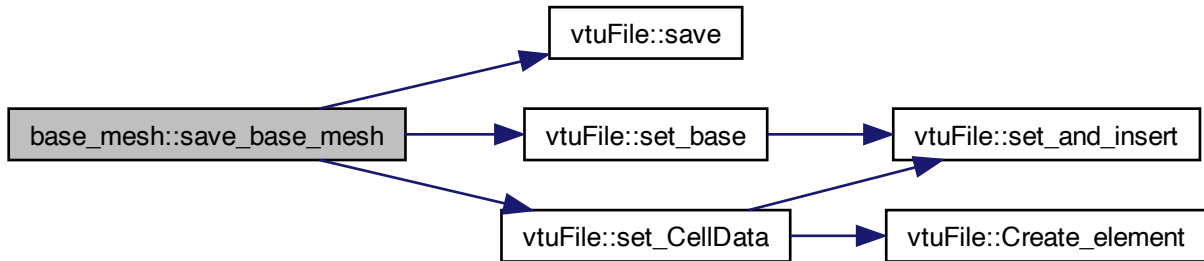 vtuFile::save
base_mesh::save_base_mesh
vtuFile::set_base
vtuFile::set_and_insert
vtuFile::set_CellData
vtuFile::Create_element